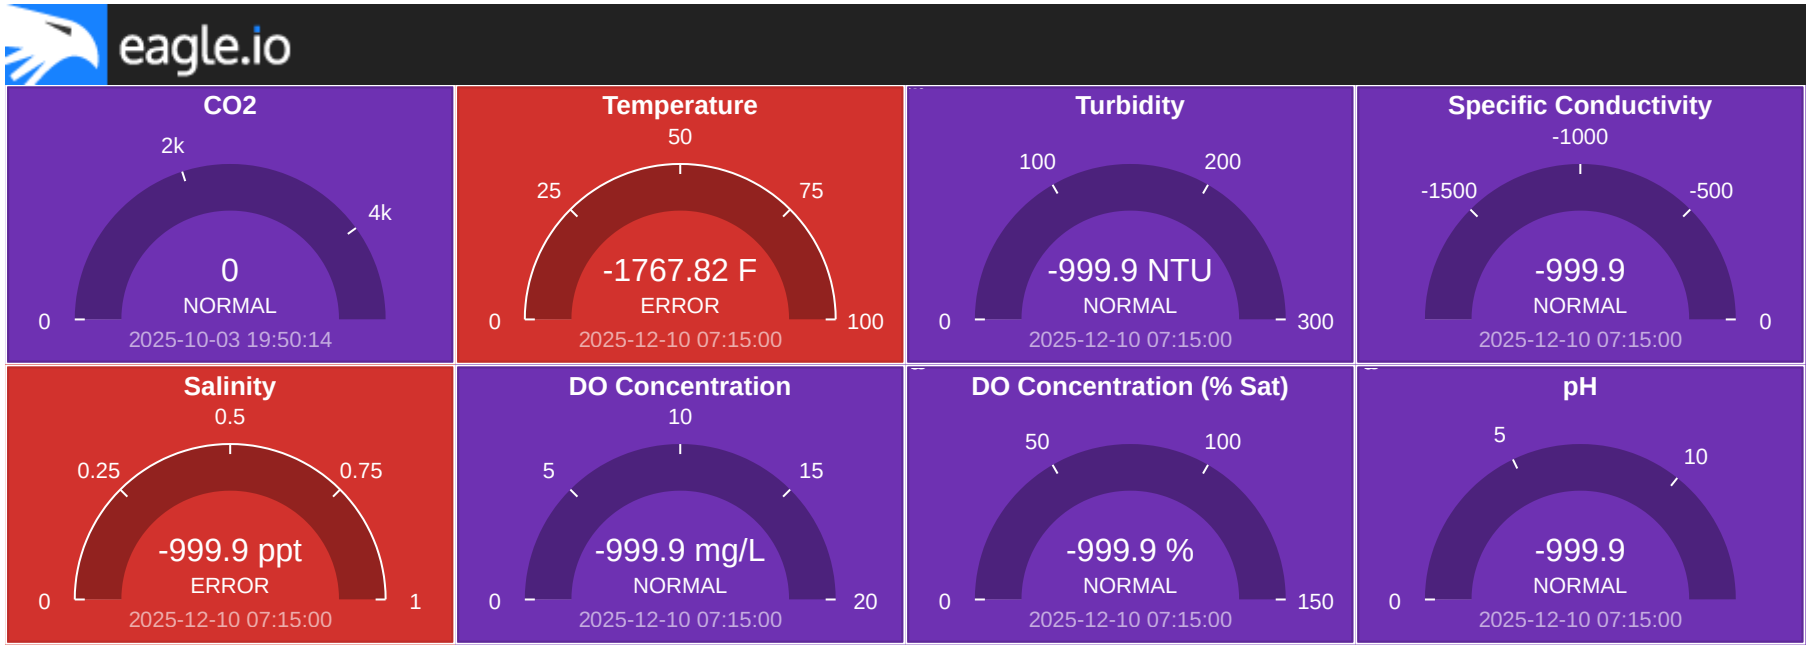 eagle.io
CO2
2k
4k
0
NORMAL
0
2025-10-03 19:50:14
Temperature
50
25
75
-1767.82 F
ERROR
0
100
2025-12-10 07:15:00
Turbidity
100
200
-999.9 NTU
NORMAL
0
300
2025-12-10 07:15:00
Specific Conductivity
-1000
-1500
-500
-999.9
NORMAL
0
2025-12-10 07:15:00
Salinity
0.5
0.25
0.75
-999.9 ppt
ERROR
0
1
2025-12-10 07:15:00
DO Concentration
10
5
15
-999.9 mg/L
NORMAL
0
20
2025-12-10 07:15:00
DO Concentration (% Sat)
50
100
-999.9 %
NORMAL
0
150
2025-12-10 07:15:00
pH
5
10
-999.9
NORMAL
0
2025-12-10 07:15:00